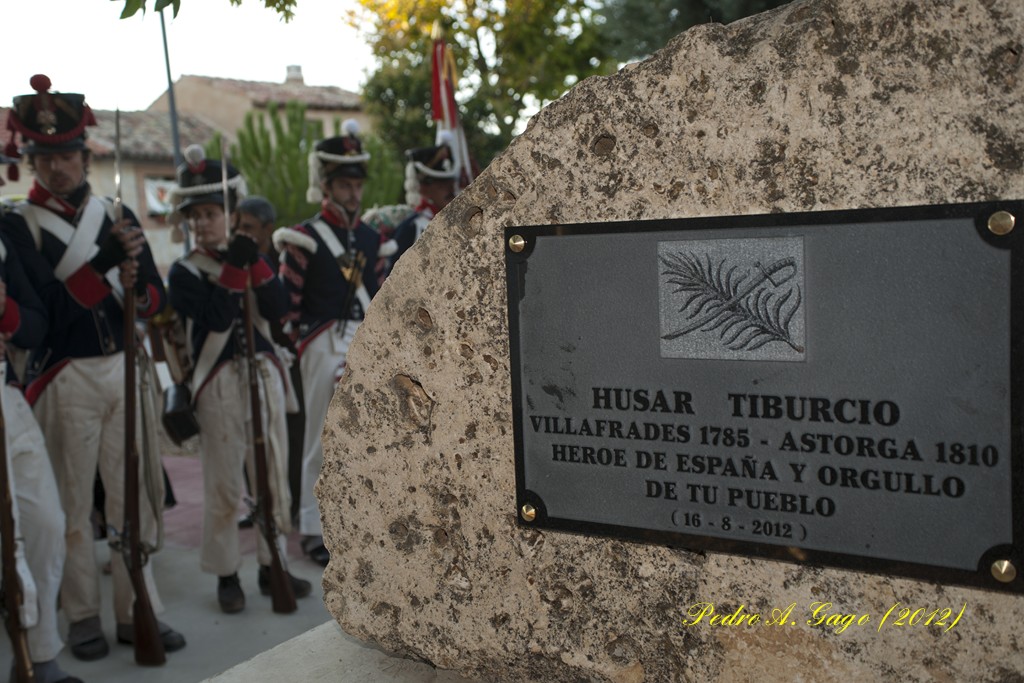 HUSAR TIBURCIO
VILLAFRADES 1785 - ASTORGA 1810
HEROE DE ESPAÑA Y ORGULLO
DE TU PUEBLO
( 16 - 8 - 2012 )
Pedro A. Gago (2012)